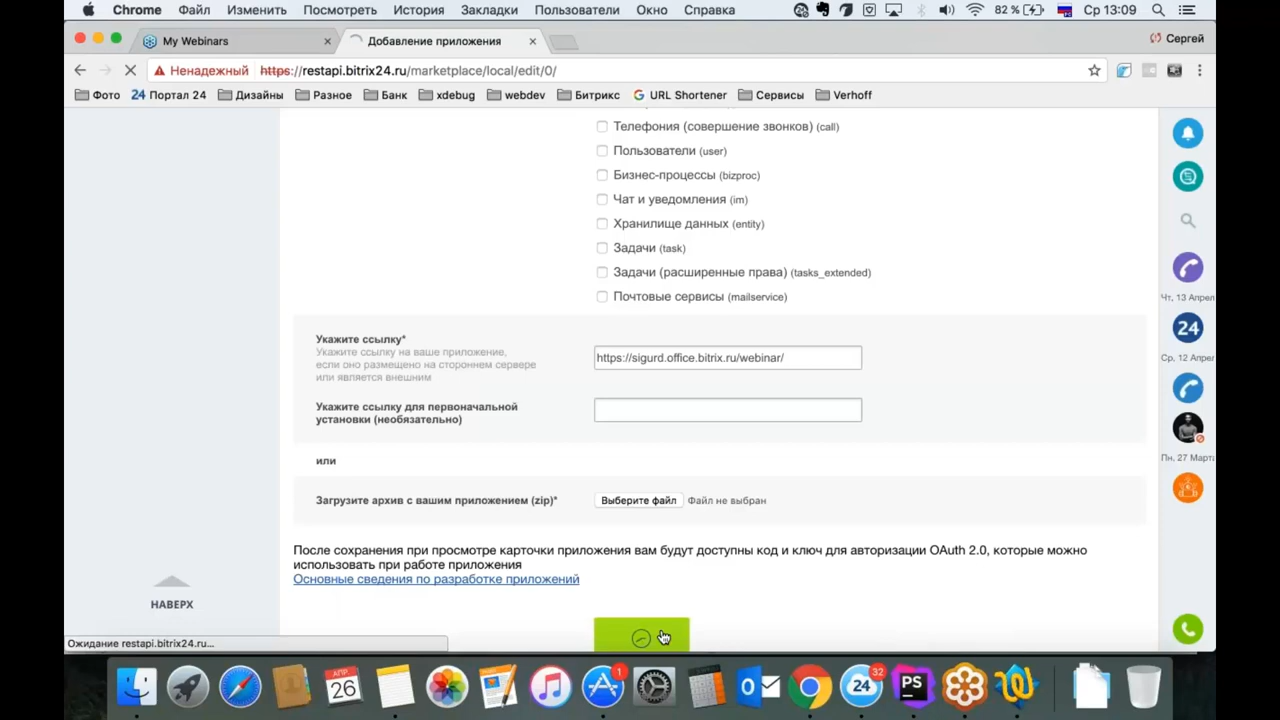 Chrome Файл Изменить Посмотреть История Закладки Пользователи Окно Справка 82 % Ср 13:09
My Webinars × Добавление приложения × Сергей
Ненадежный https://restapi.bitrix24.ru/marketplace/local/edit/0/
Фото 24 Портал 24 Дизайны Разное Банк xdebug webdev Битрикс URL Shortener Сервисы Verhoff
Телефония (совершение звонков) (call)
Пользователи (user)
Бизнес-процессы (bizproc)
Чат и уведомления (im)
Хранилище данных (entity)
Задачи (task)
Задачи (расширенные права) (tasks_extended)
Почтовые сервисы (mailservice)
Чт, 13 Апрел
24
Ср. 12 Апрел
Пн. 27 Март
Укажите ссылку*
Укажите ссылку на ваше приложение,
если оно размещено на стороннем сервере
или является внешним
https://sigurd.office.bitrix.ru/webinar/
Укажите ссылку для первоначальной
установки (необязательно)
или
Загрузите архив с вашим приложением (zip)* Выберите файл Файл не выбран
После сохранения при просмотре карточки приложения вам будут доступны код и ключ для авторизации OAuth 2.0, которые можно
использовать при работе приложения
Основные сведения по разработке приложений
НАВЕРХ
Ожидание restapi.bitrix24.ru...
АПР
26
1
24
32
PS